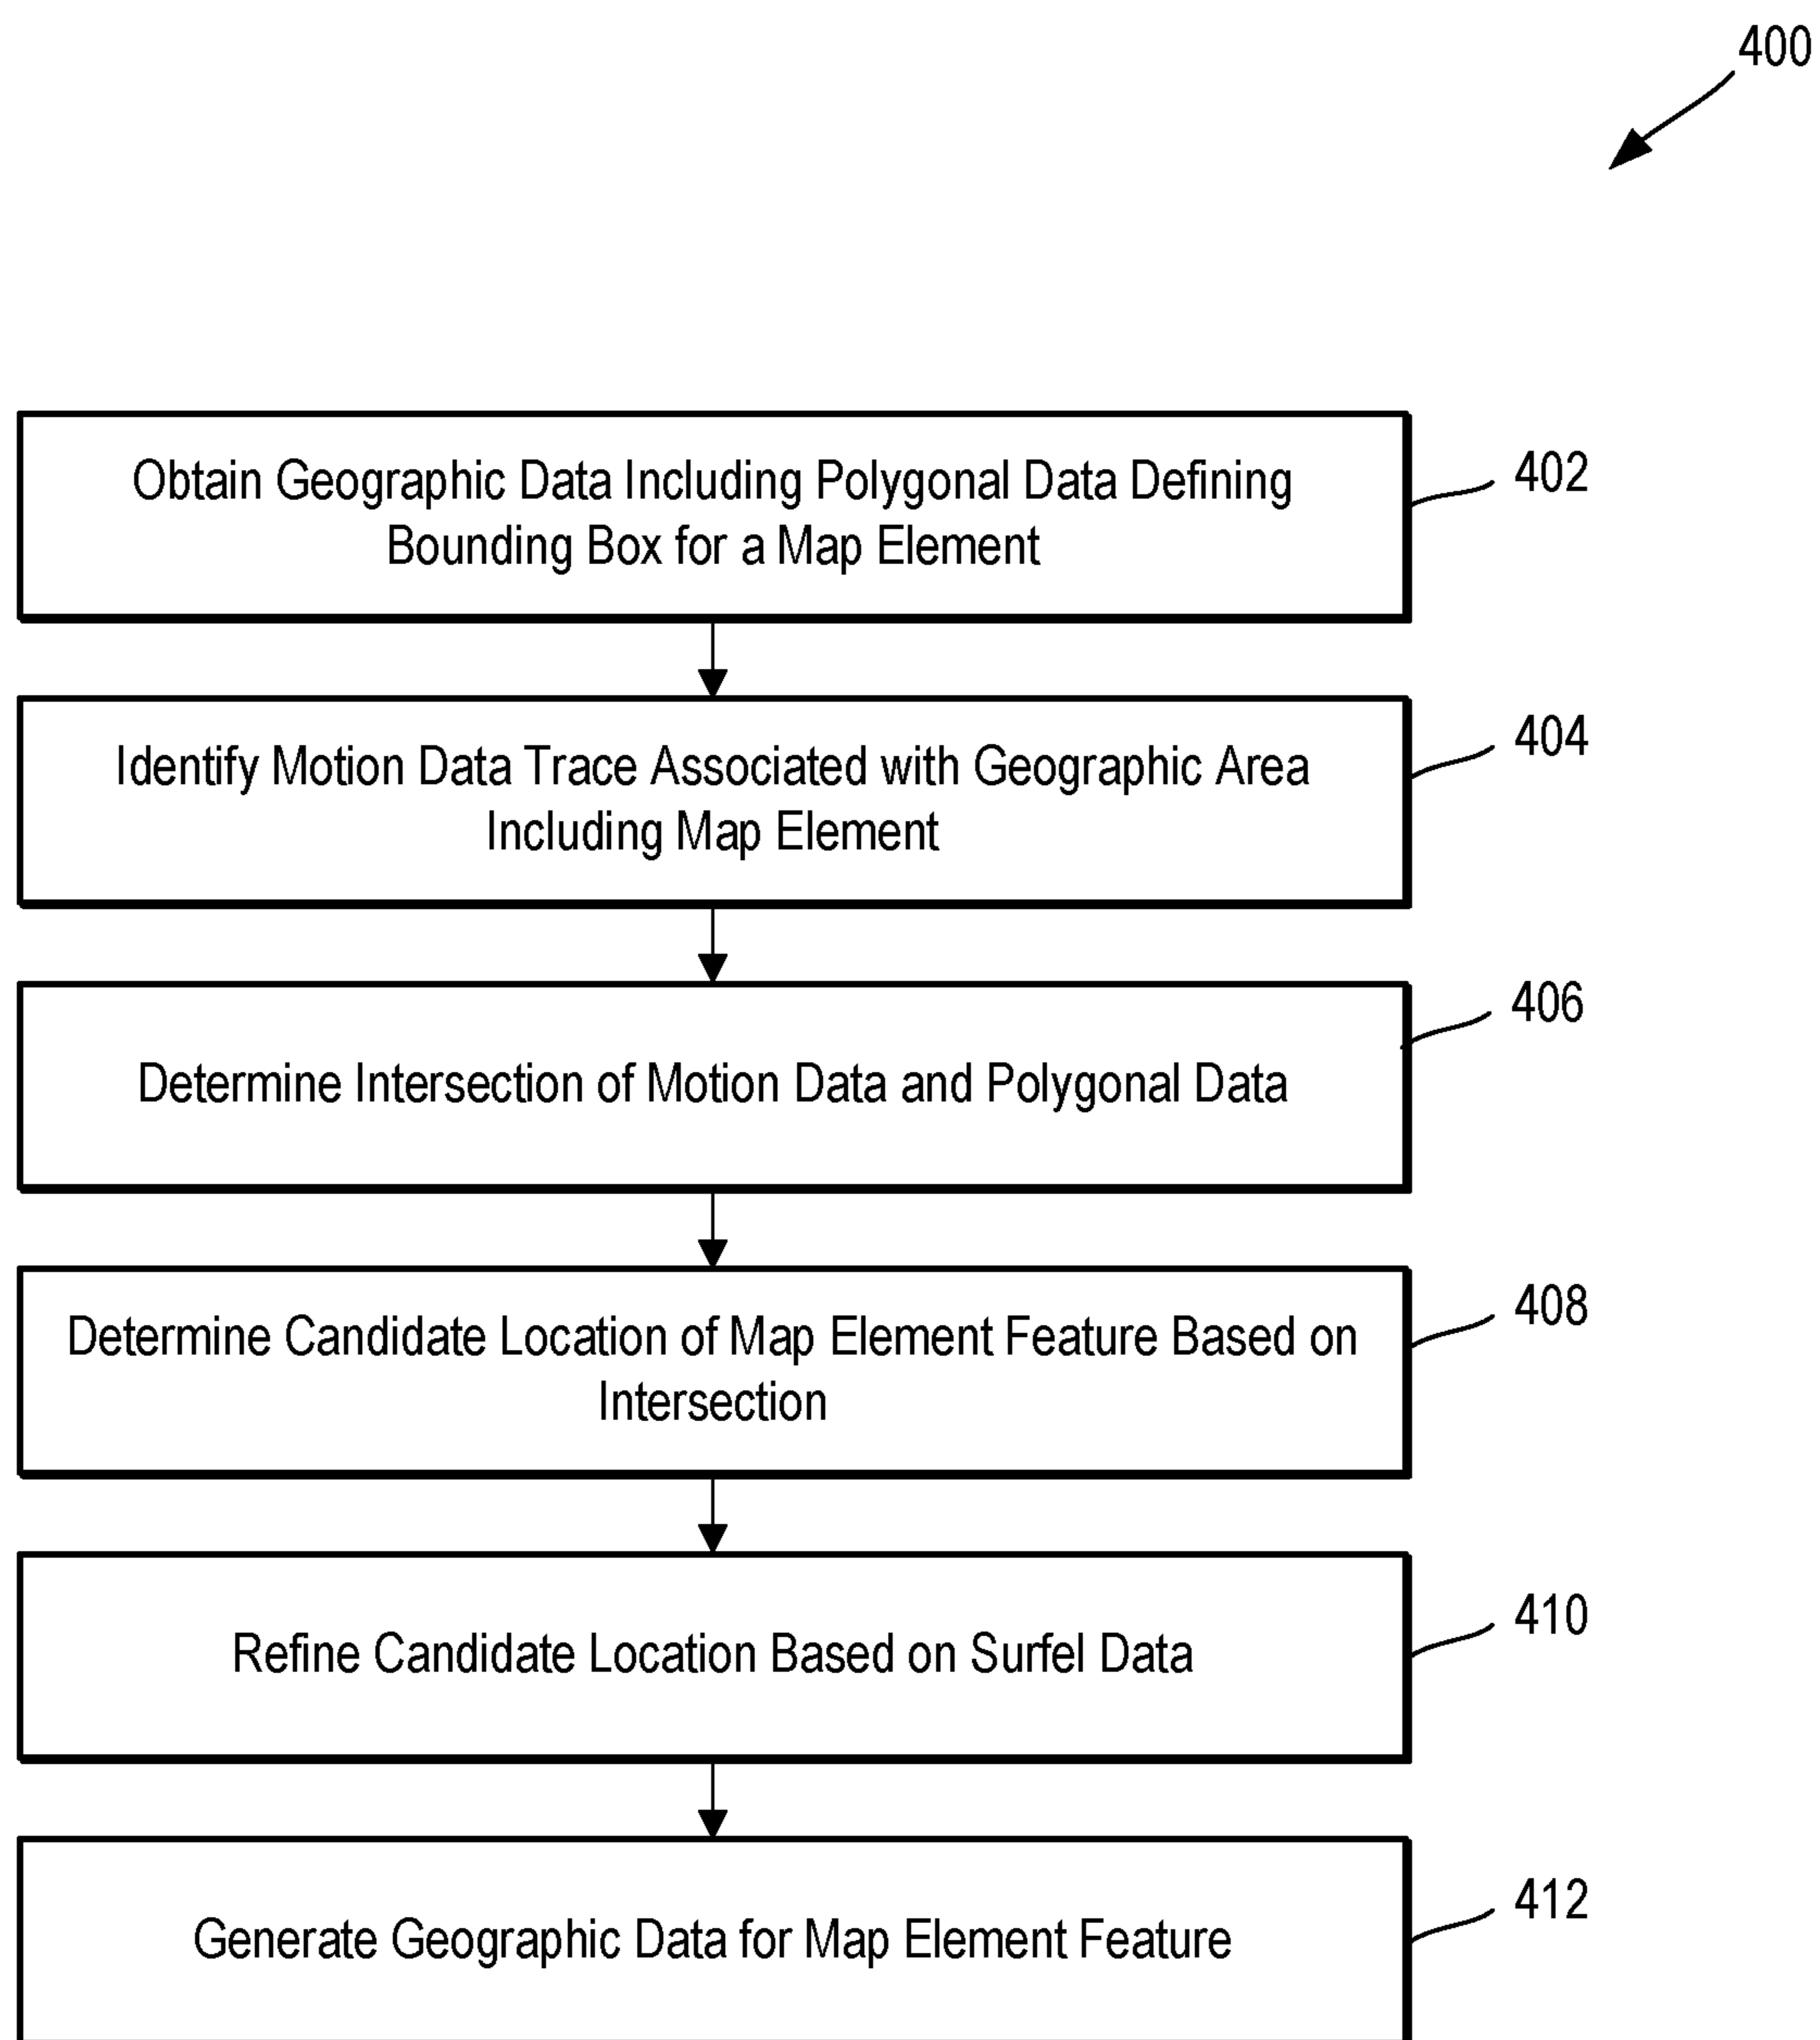 400
Obtain Geographic Data Including Polygonal Data Defining
Bounding Box for a Map Element
402
Identify Motion Data Trace Associated with Geographic Area
Including Map Element
404
Determine Intersection of Motion Data and Polygonal Data
406
Determine Candidate Location of Map Element Feature Based on
Intersection
408
Refine Candidate Location Based on Surfel Data
410
Generate Geographic Data for Map Element Feature
412